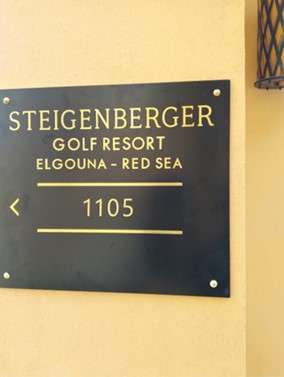 STEIGENBERGER
GOLF RESORT
ELGOUNA - RED SEA
< 1105